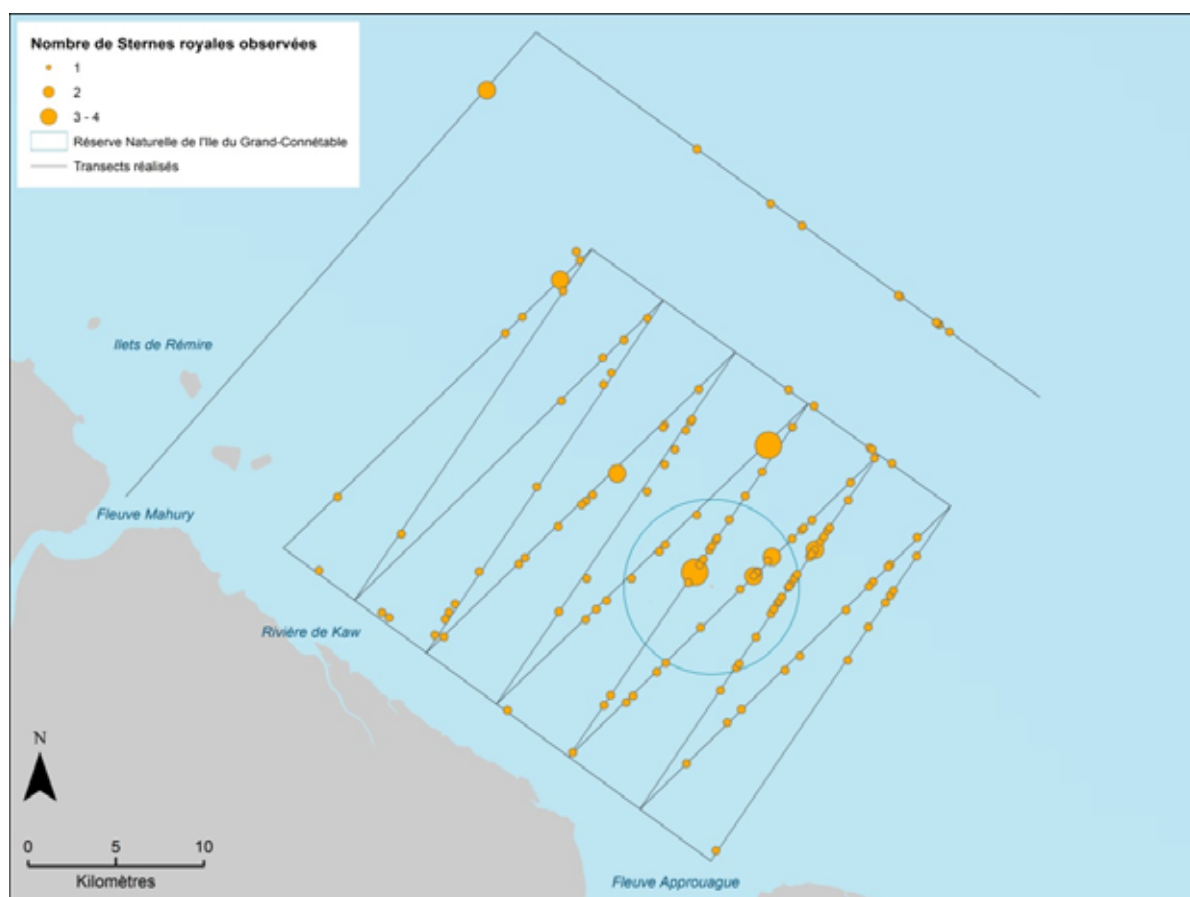 Nombre de Sternes royales observées
1
2
3 - 4
Réserve Naturelle de l'Ile du Grand-Connétable
Transects réalisés
Ilets de Rémire
Fleuve Mahury
Rivière de Kaw
N
0 5 10
Kilomètres
Fleuve Approuague